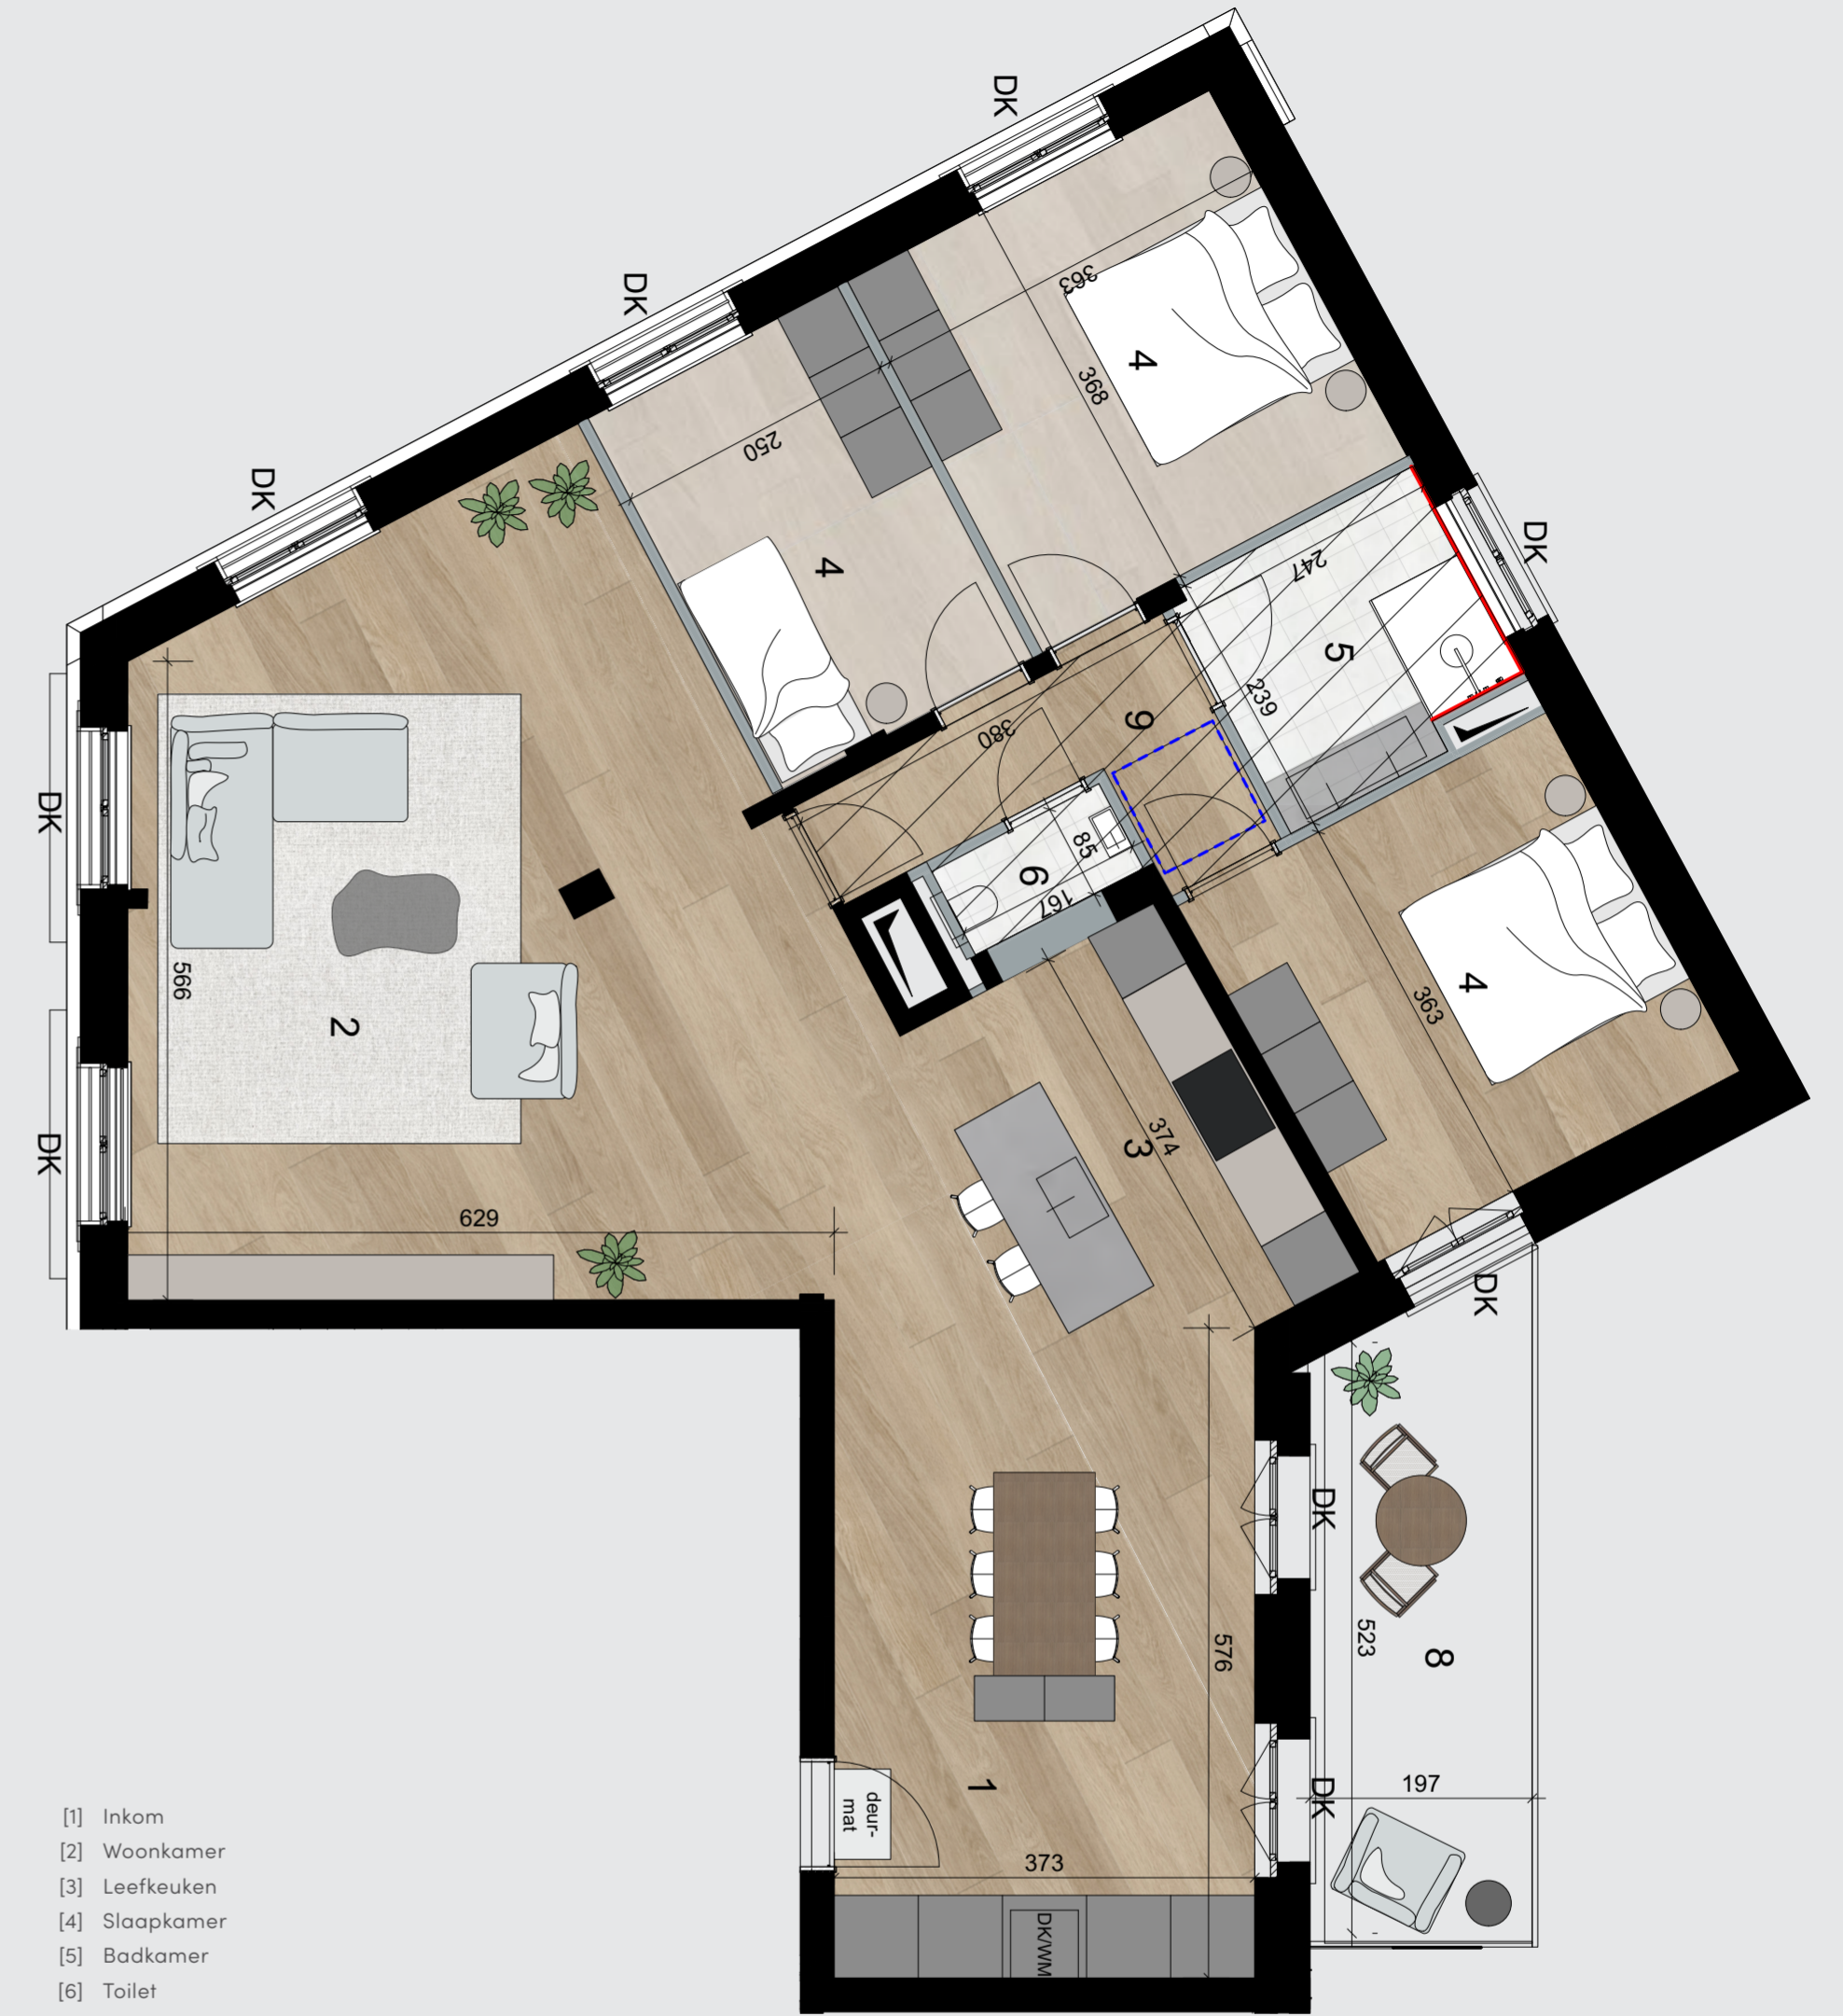 DK
DK
363
4
368
DK
250
4
DK
DK
247
5
239
9
380
85
6
167
4
363
DK
566
2
DK
374
3
629
DK
DK
523
8
576
1
deur-
mat
DK
197
373
DK/WM
[1] Inkom
[2] Woonkamer
[3] Leefkeuken
[4] Slaapkamer
[5] Badkamer
[6] Toilet